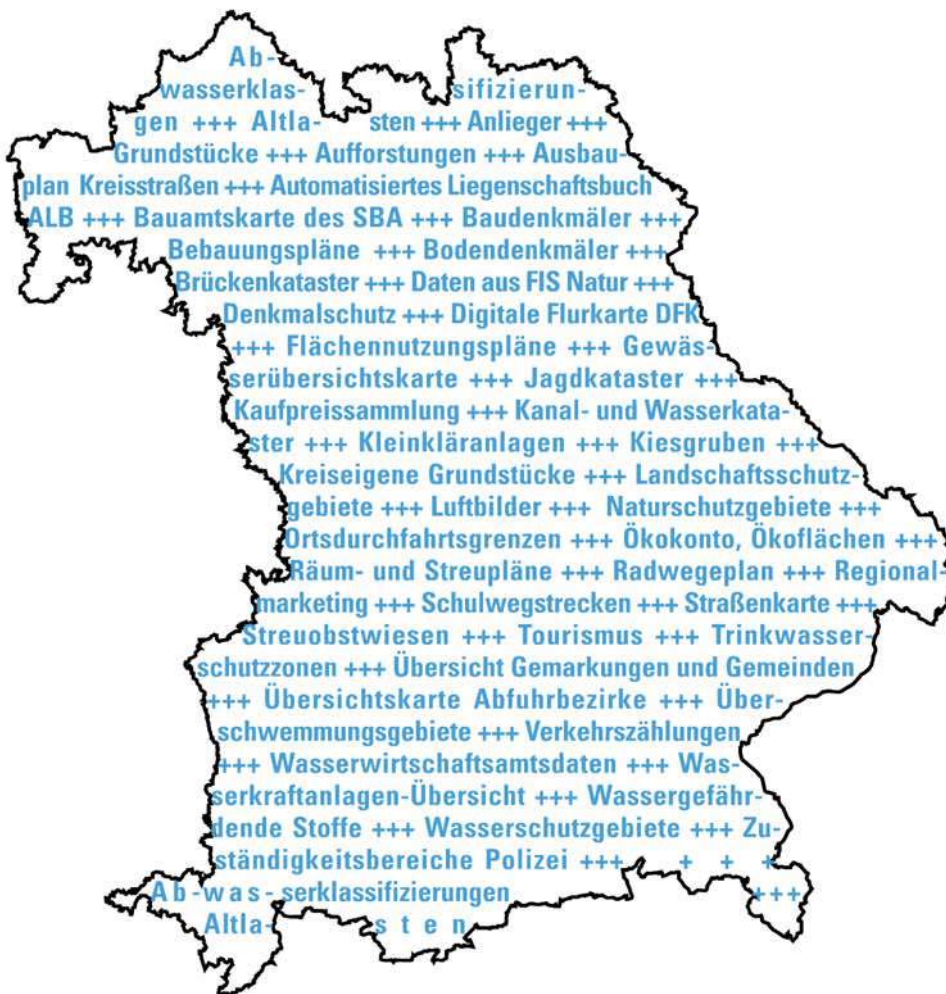 Ab-
wasserklas- sifizierun-
gen +++ Altla- sten +++ Anlieger +++
Grundstücke +++ Aufforstungen +++ Ausbau-
plan Kreisstraßen +++ Automatisiertes Liegenschaftsbuch
ALB +++ Bauamtskarte des SBA +++ Baudenkmäler +++
Bebauungspläne +++ Bodendenkmäler +++
Brückenkataster +++ Daten aus FIS Natur +++
Denkmalschutz +++ Digitale Flurkarte DFK
+++ Flächennutzungspläne +++ Gewäs-
serübersichtskarte +++ Jagdkataster +++
Kaufpreissammlung +++ Kanal- und Wasserkata-
ster +++ Kleinkläranlagen +++ Kiesgruben +++
Kreiseigene Grundstücke +++ Landschaftsschutz-
gebiete +++ Luftbilder +++ Naturschutzgebiete +++
Ortsdurchfahrtsgrenzen +++ Ökokonto, Ökoflächen +++
Räum- und Streupläne +++ Radwegeplan +++ Regional-
marketing +++ Schulwegstrecken +++ Straßenkarte +++
Streuobstwiesen +++ Tourismus +++ Trinkwasser-
schutzzonen +++ Übersicht Gemarkungen und Gemeinden
+++ Übersichtskarte Abfuhrbezirke +++ Über-
schwemmungsgebiete +++ Verkehrszählungen
+++ Wasserwirtschaftsamtsdaten +++ Was-
serkraftanlagen-Übersicht +++ Wassergefähr-
dende Stoffe +++ Wasserschutzgebiete +++ Zu-
ständigkeitsbereiche Polizei +++ + + +
Ab-was- serklassifizierungen +++
Altla- s t e n